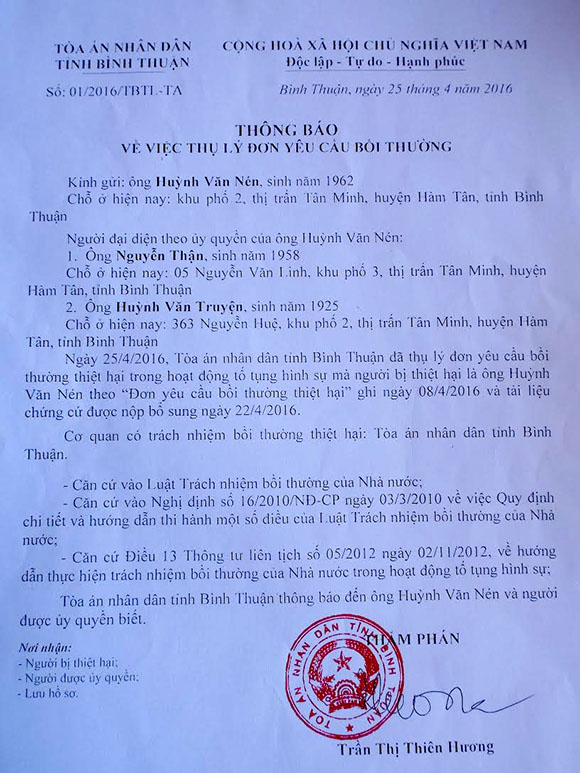 TÒA ÁN NHÂN DÂN
TỈNH BÌNH THUẬN
CỘNG HOÀ XÃ HỘI CHỦ NGHĨA VIỆT NAM
Độc lập - Tự do - Hạnh phúc
Số: 01/2016/TBTL-TA
Bình Thuận, ngày 25 tháng 4 năm 2016
THÔNG BÁO
VỀ VIỆC THỤ LÝ ĐƠN YÊU CẦU BỒI THƯỜNG
Kính gửi: ông Huỳnh Văn Nén, sinh năm 1962
Chỗ ở hiện nay: khu phố 2, thị trấn Tân Minh, huyện Hàm Tân, tỉnh Bình
Thuận
Người đại diện theo ủy quyền của ông Huỳnh Văn Nén:
1. Ông Nguyễn Thận, sinh năm 1958
Chỗ ở hiện nay: 05 Nguyễn Văn Linh, khu phố 3, thị trấn Tân Minh, huyện
Hàm Tân, tỉnh Bình Thuận
2. Ông Huỳnh Văn Truyện, sinh năm 1925
Chỗ ở hiện nay: 363 Nguyễn Huệ, khu phố 2, thị trấn Tân Minh, huyện Hàm
Tân, tỉnh Bình Thuận
Ngày 25/4/2016, Tòa án nhân dân tỉnh Bình Thuận đã thụ lý đơn yêu cầu bồi
thường thiệt hại trong hoạt động tố tụng hình sự mà người bị thiệt hại là ông Huỳnh
Văn Nén theo “Đơn yêu cầu bồi thường thiệt hại” ghi ngày 08/4/2016 và tài liệu
chứng cứ được nộp bổ sung ngày 22/4/2016.
Cơ quan có trách nhiệm bồi thường thiệt hại: Tòa án nhân dân tỉnh Bình
Thuận.
- Căn cứ vào Luật Trách nhiệm bồi thường của Nhà nước;
- Căn cứ vào Nghị định số 16/2010/NĐ-CP ngày 03/3/2010 về việc Quy định
chi tiết và hướng dẫn thi hành một số điều của Luật Trách nhiệm bồi thường của Nhà
nước;
- Căn cứ Điều 13 Thông tư liên tịch số 05/2012 ngày 02/11/2012, về hướng
dẫn thực hiện trách nhiệm bồi thường của Nhà nước trong hoạt động tố tụng hình sự;
Tòa án nhân dân tỉnh Bình Thuận thông báo đến ông Huỳnh Văn Nén và người
được ủy quyền biết.
Nơi nhận:
- Người bị thiệt hại;
- Người được ủy quyền;
- Lưu hồ sơ.
THẨM PHÁN
TOÀ ÁN NHÂN DÂN TỈNH BÌNH THUẬN
Trần Thị Thiên Hương